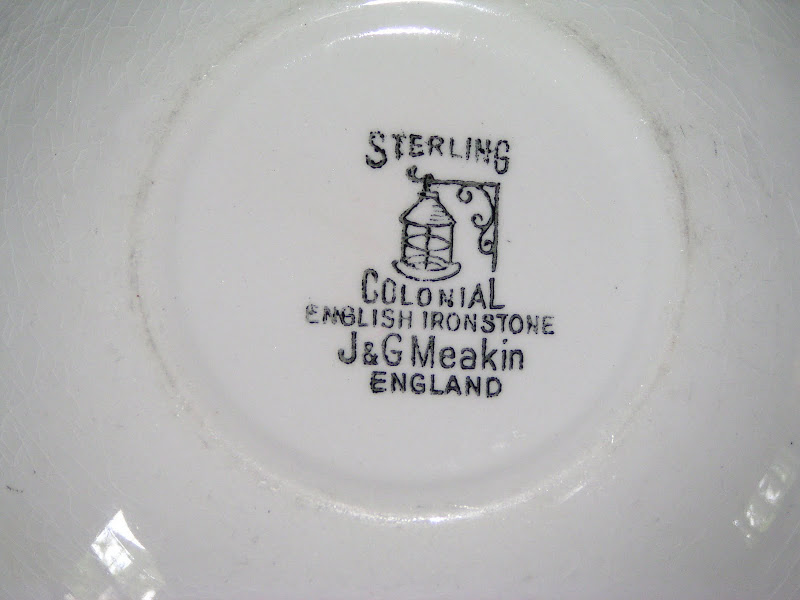 STERLING
COLONIAL
ENGLISH IRONSTONE
J&G Meakin
ENGLAND